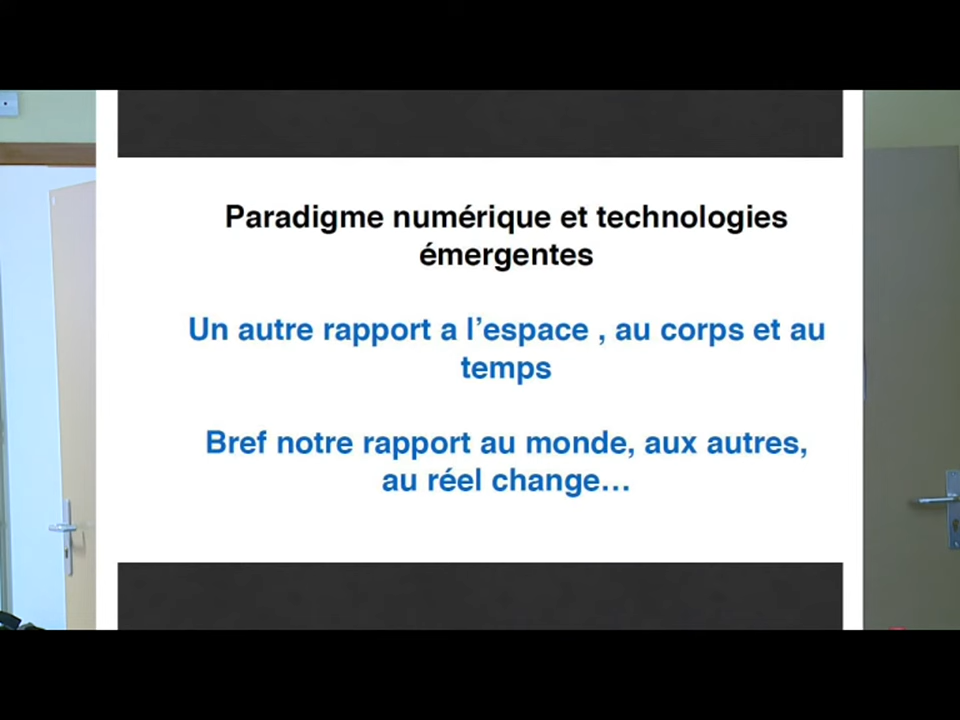 Paradigme numérique et technologies
émergentes
Un autre rapport a l’espace , au corps et au
temps
Bref notre rapport au monde, aux autres,
au réel change…